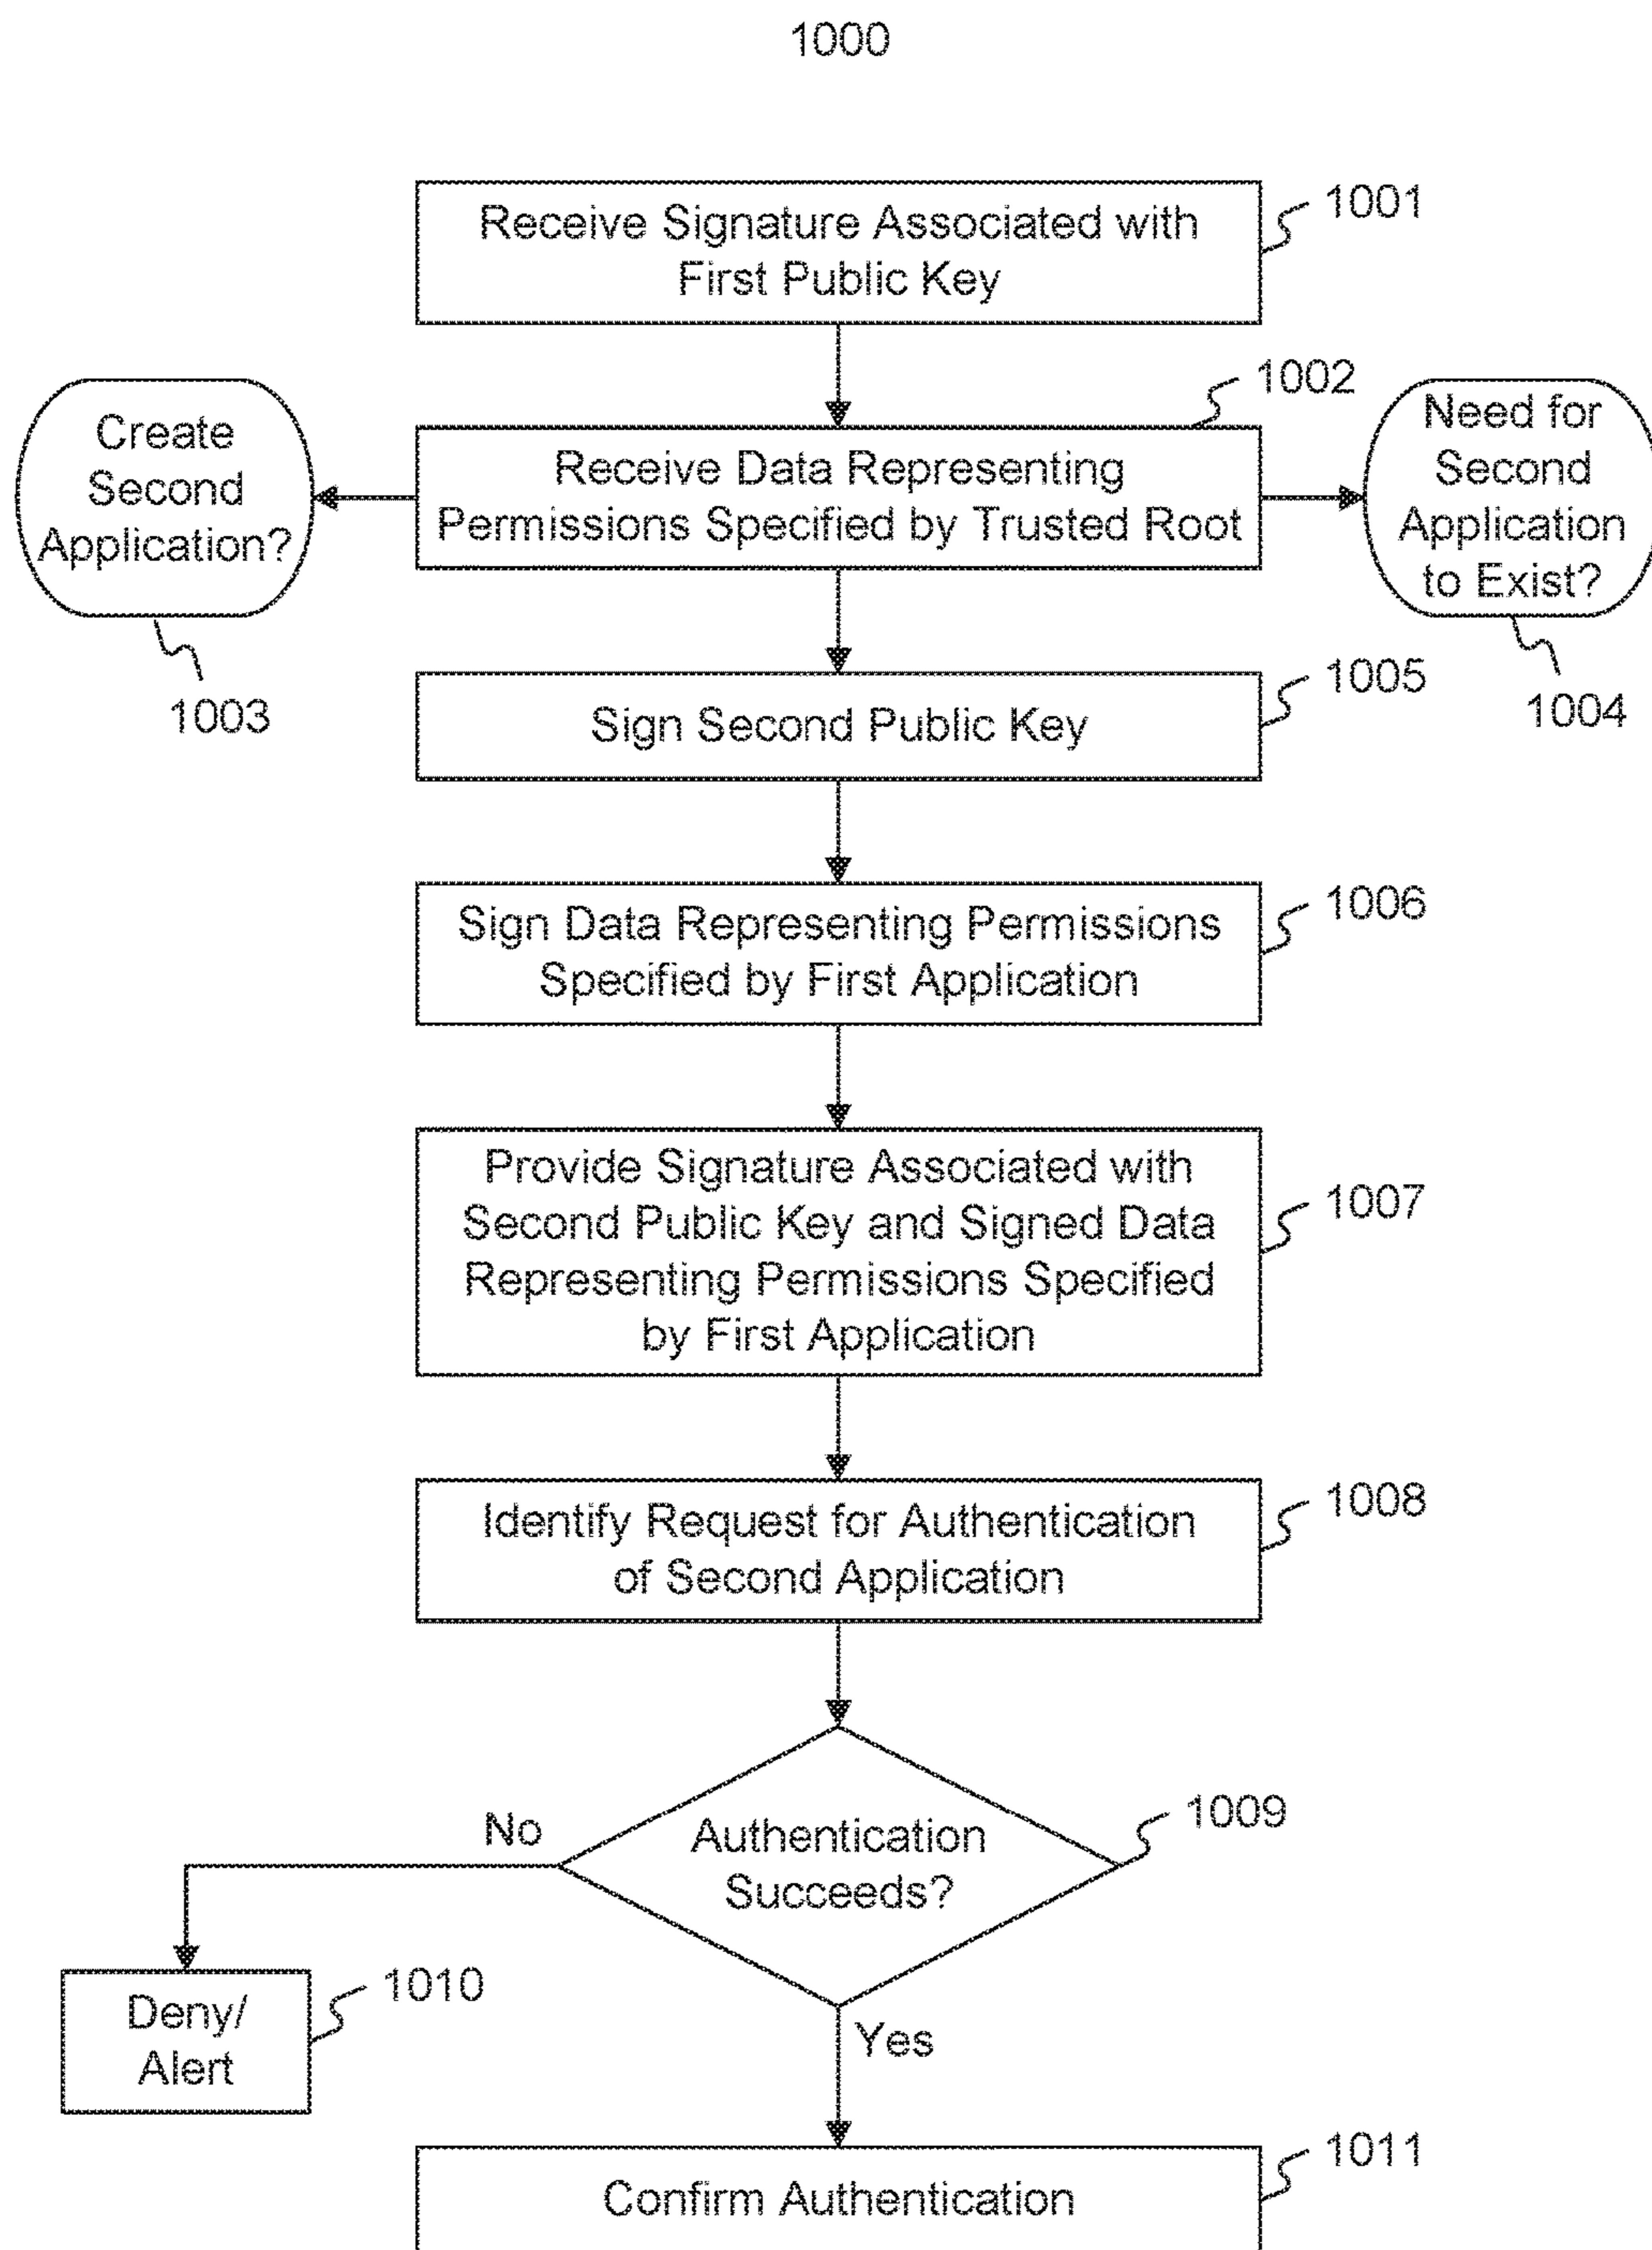 1000
Receive Signature Associated with
First Public Key
1001
1002
Create
Second
Application?
1003
Receive Data Representing
Permissions Specified by Trusted Root
Need for
Second
Application
to Exist?
1004
Sign Second Public Key
1005
Sign Data Representing Permissions
Specified by First Application
1006
Provide Signature Associated with
Second Public Key and Signed Data
Representing Permissions Specified
by First Application
1007
Identify Request for Authentication
of Second Application
1008
Authentication
Succeeds?
1009
No
Deny/
Alert
1010
Yes
Confirm Authentication
1011